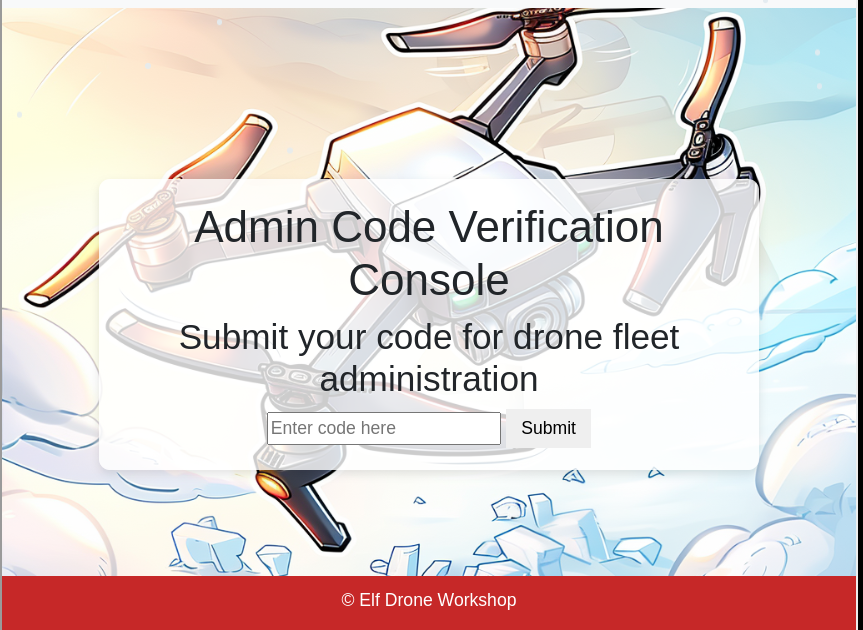 Admin Code Verification
Console
Submit your code for drone fleet
administration
Enter code here
Submit
© Elf Drone Workshop